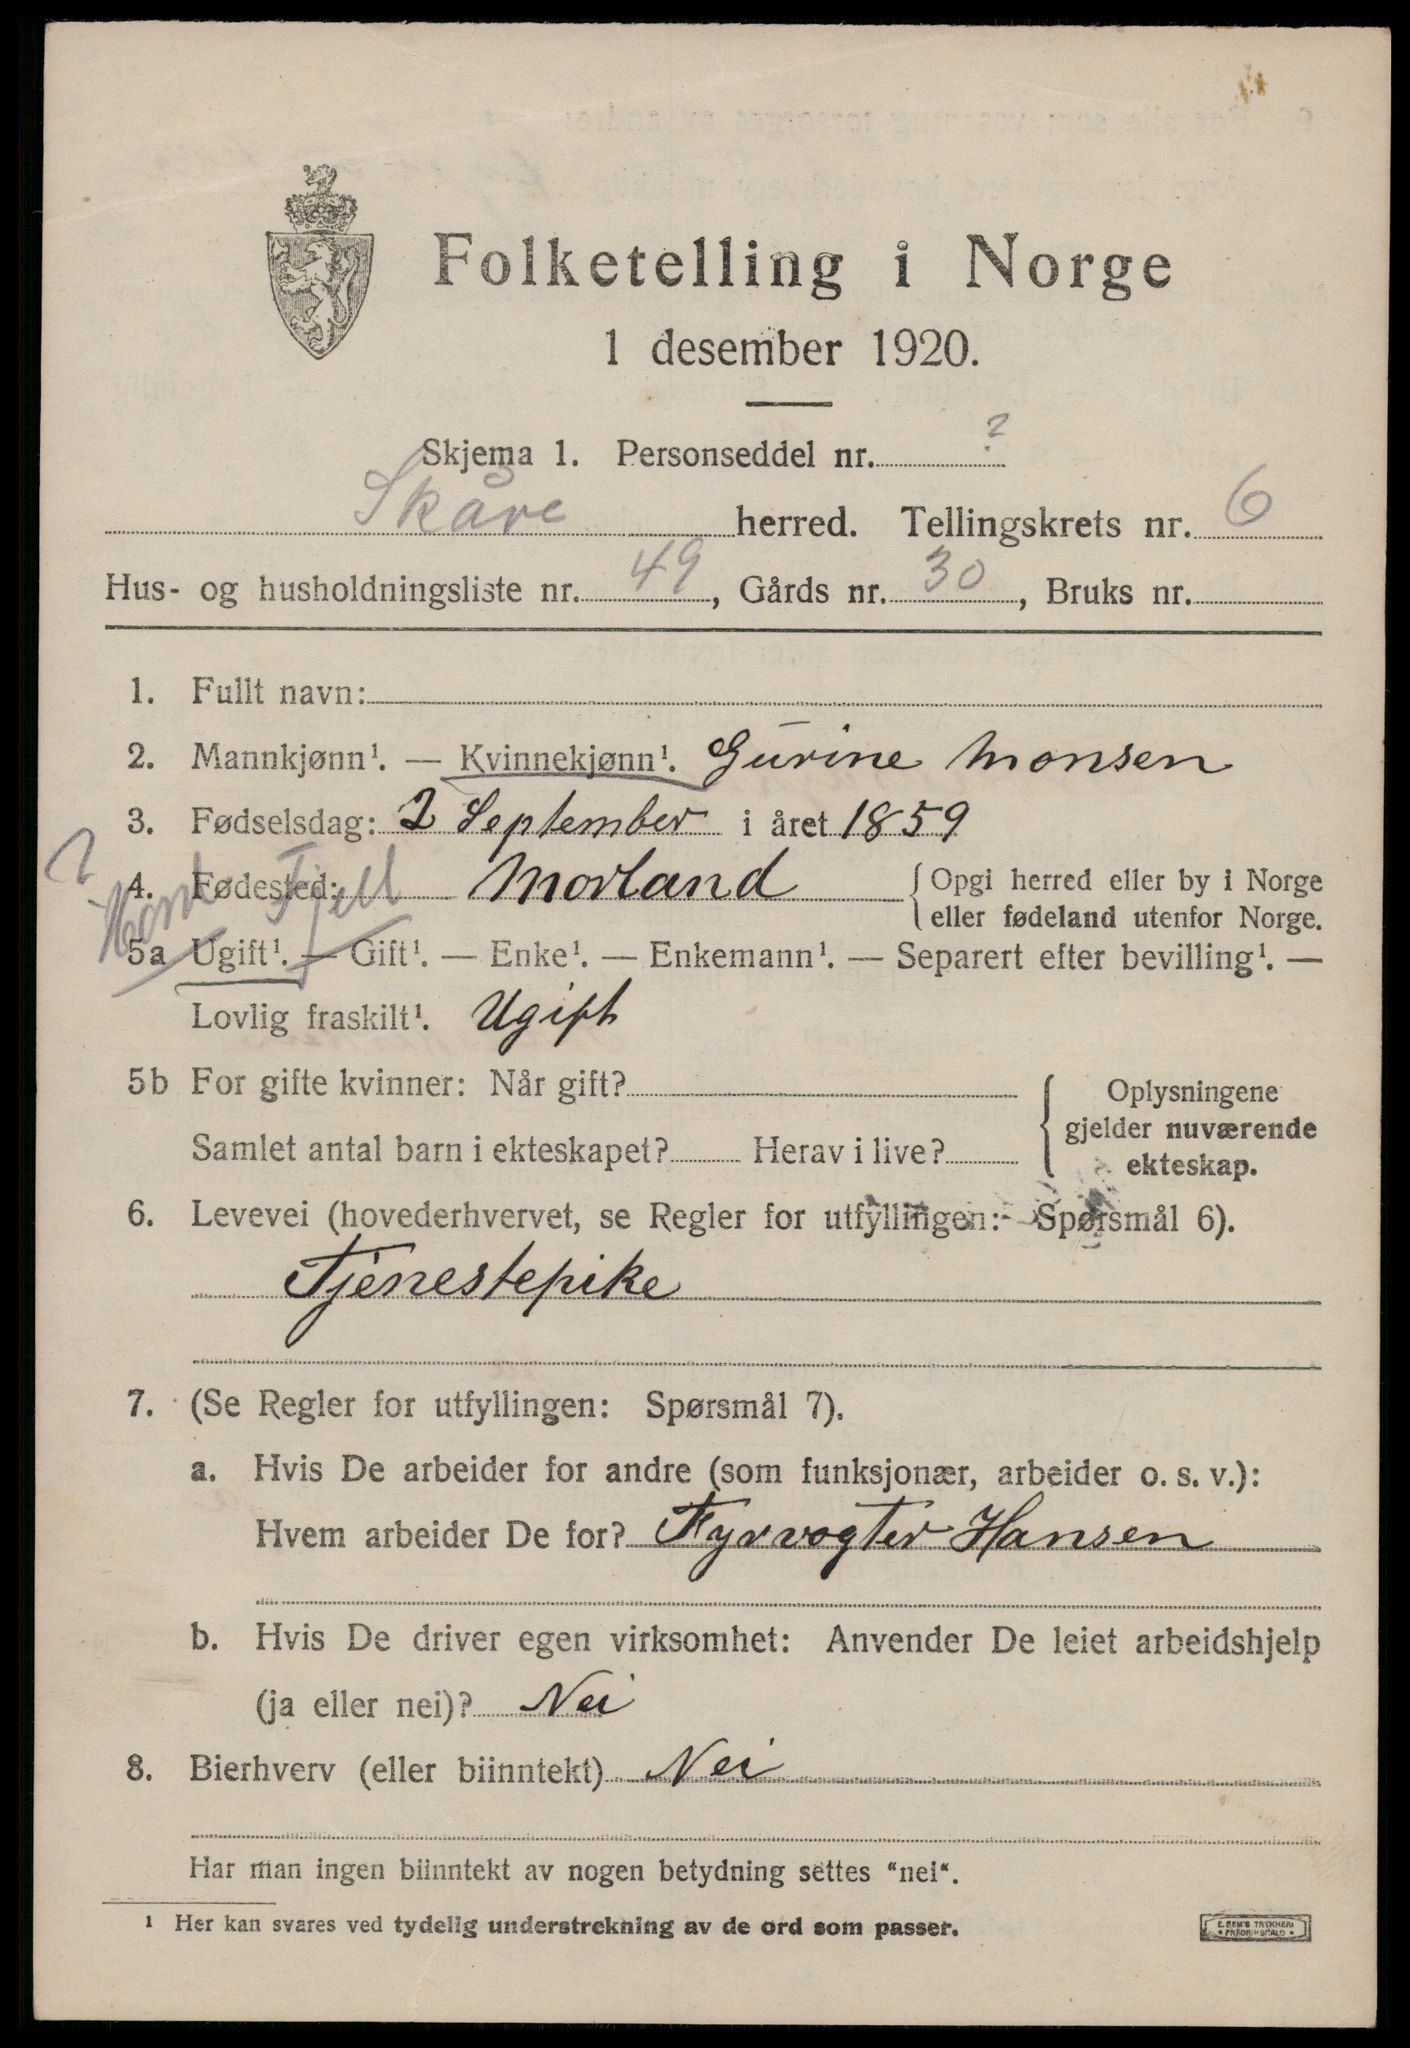 Folketelling i Norge
1 desember 1920.
Skjema 1. Personseddel nr. ?
Skåre herred. Tellingskrets nr. 6
Hus- og husholdningsliste nr. 49, Gårds nr. 30, Bruks nr.
1. Fullt navn:
2. Mannkjønn¹. — Kvinnekjønn¹. Gurine Monsen
3. Fødselsdag: 2 September i året 1859
? Fjell
4. Fødested: Morland { Opgi herred eller by i Norge
eller fødeland utenfor Norge.
5a Ugift¹. — Gift¹. — Enke¹. — Enkemann¹. — Separert efter bevilling¹. —
Lovlig fraskilt¹. Ugift
5b For gifte kvinner: Når gift? { Oplysningene
gjelder nuværende
Samlet antal barn i ekteskapet? Herav i live? ekteskap.
6. Levevei (hovederhvervet, se Regler for utfyllingen: Spørsmål 6).
Tjenestepike
7. (Se Regler for utfyllingen: Spørsmål 7).
a. Hvis De arbeider for andre (som funksjonær, arbeider o. s. v.):
Hvem arbeider De for? Fyrvogter Hansen
b. Hvis De driver egen virksomhet: Anvender De leiet arbeidshjelp
(ja eller nei)? Nei
8. Bierhverv (eller biinntekt) Nei
Har man ingen biinntekt av nogen betydning settes “nei“.
¹ Her kan svares ved tydelig understrekning av de ord som passer.
E. SEM'S TRYKKERI
* FREDRIKSHALD *